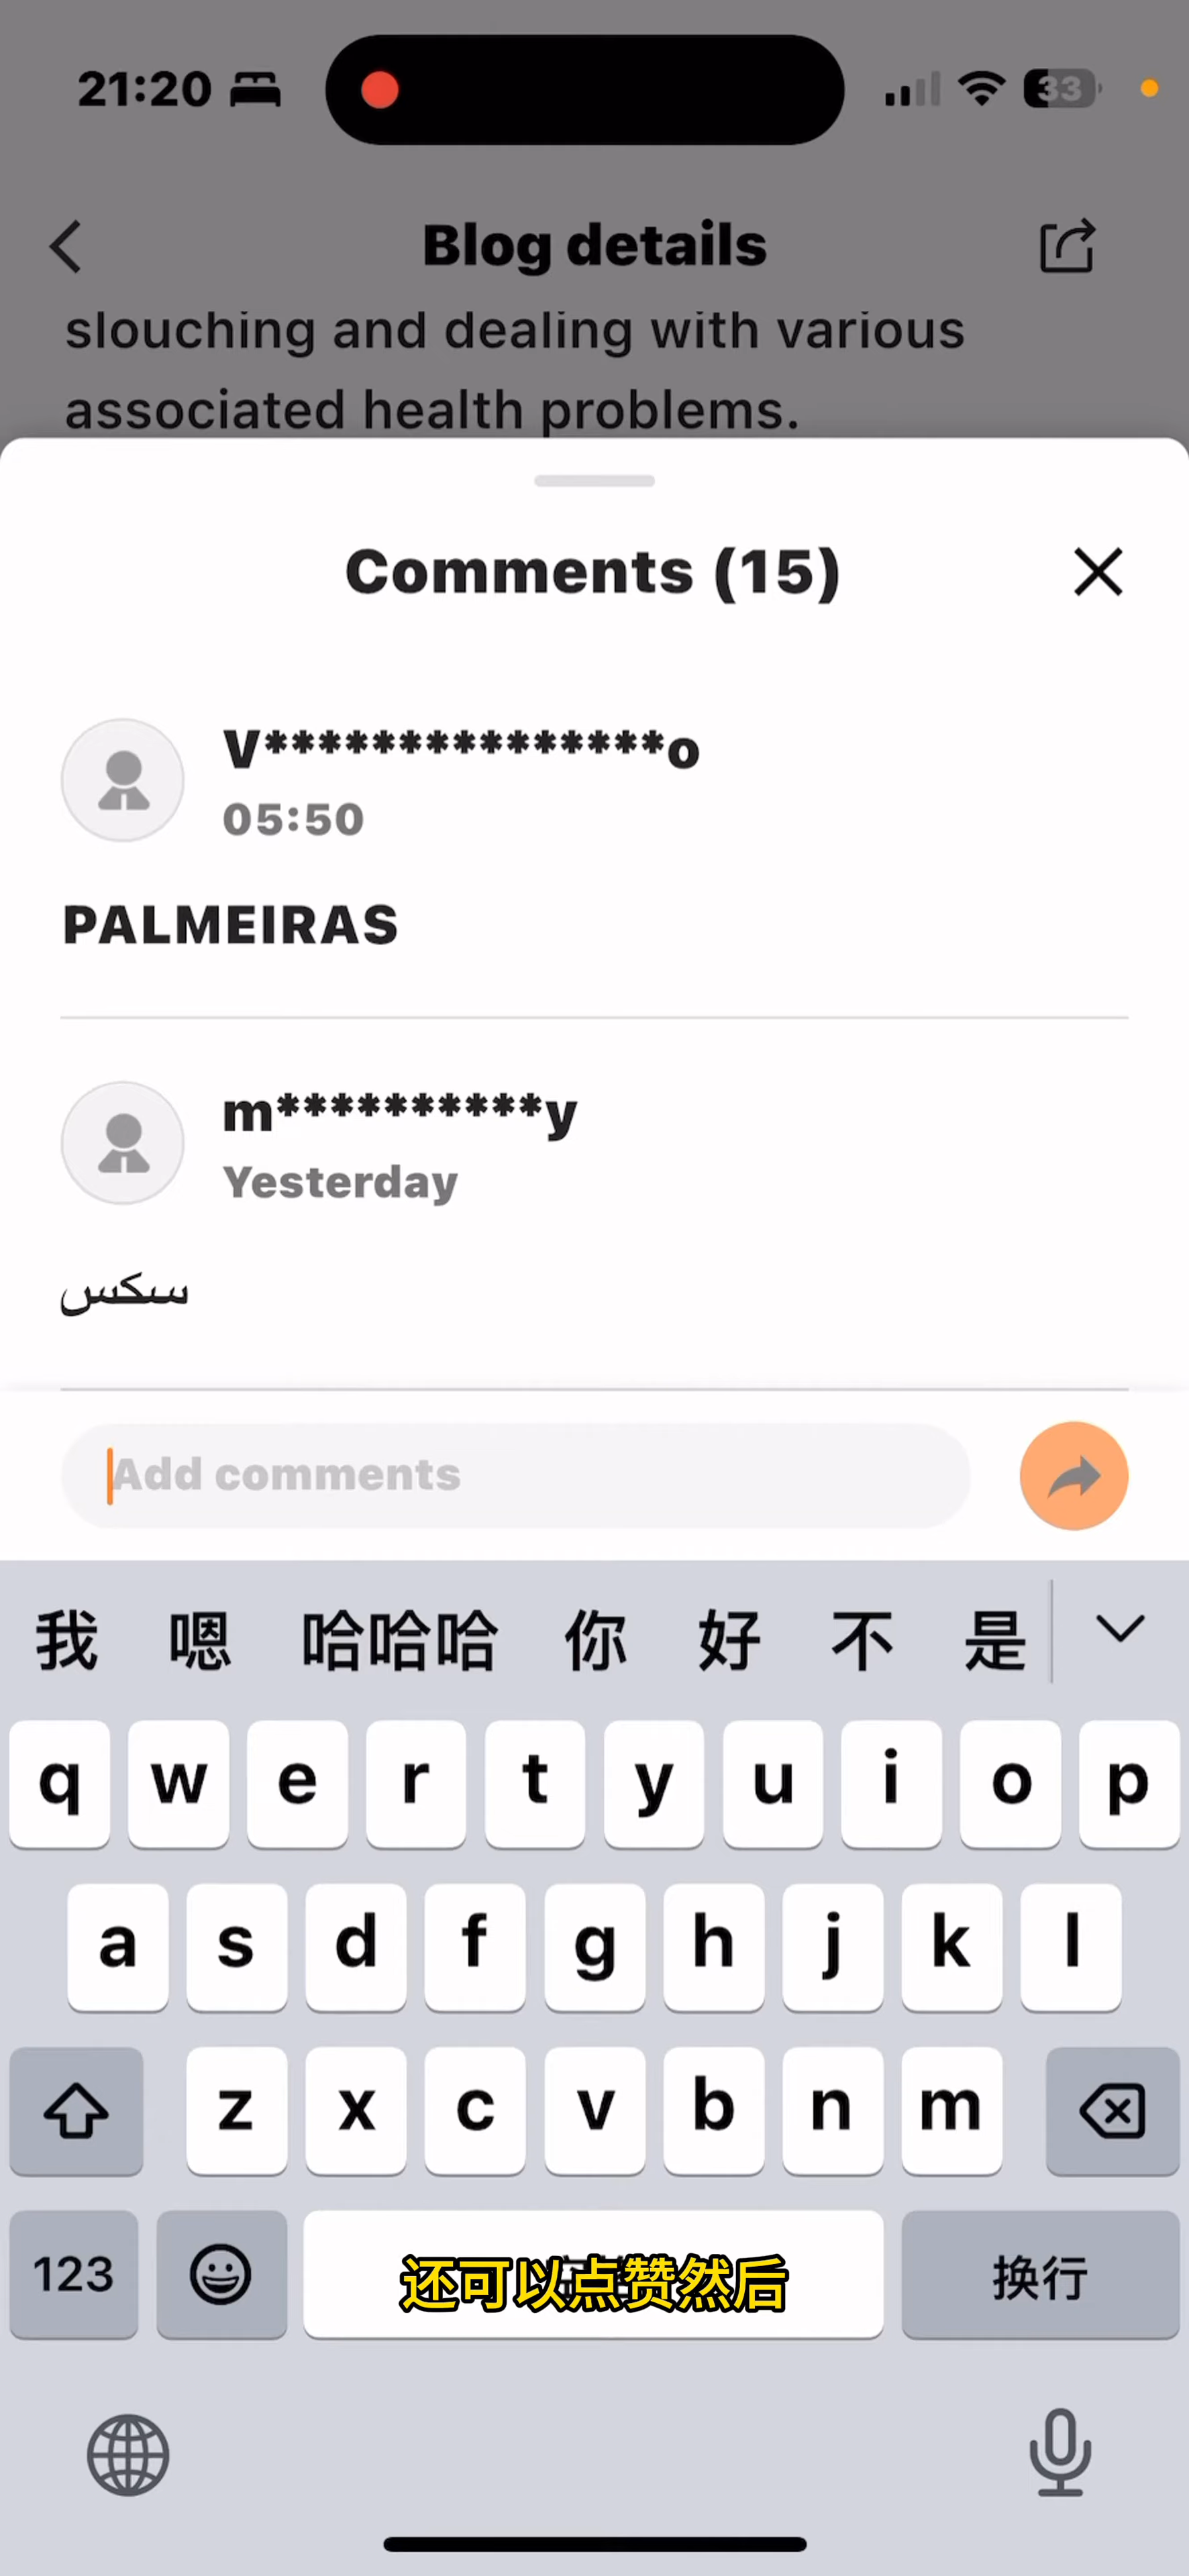 21:20
33
Blog details
slouching and dealing with various
associated health problems.
Comments (15)
V***************o
05:50
PALMEIRAS
m**********y
Yesterday
سكس
Add comments
我 嗯 哈哈哈 你 好 不 是
q w e r t y u i o p
a s d f g h j k l
z x c v b n m
123
还可以点赞然后
换行